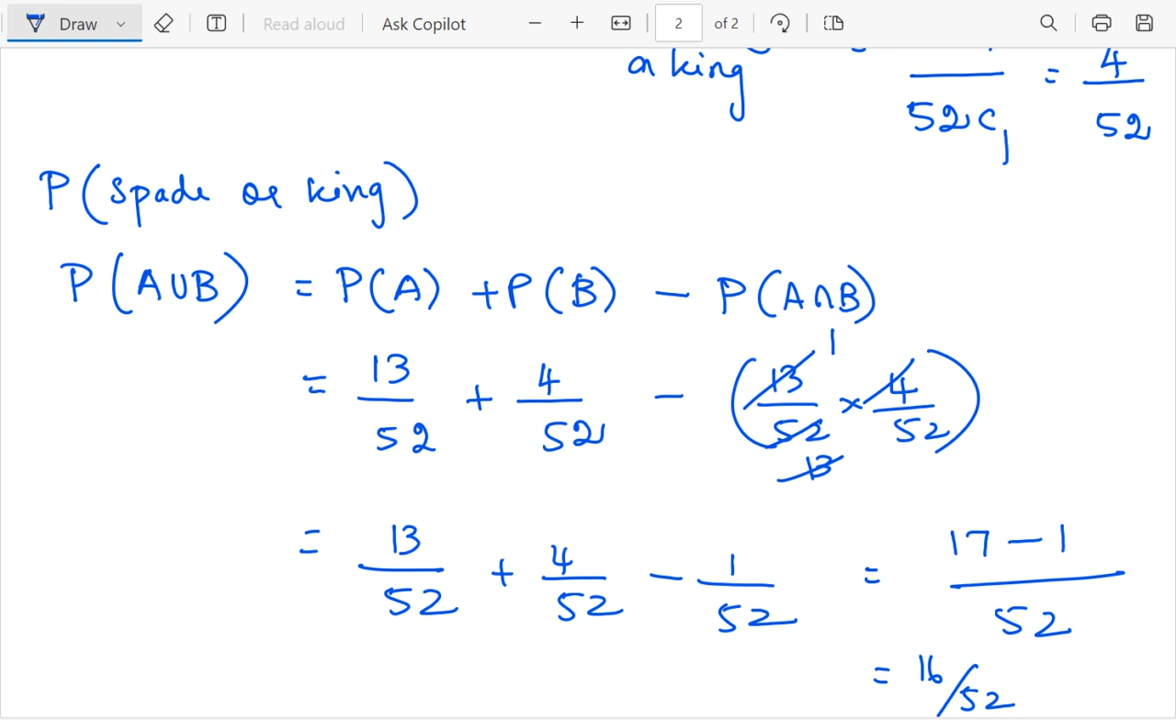 Draw Read aloud Ask Copilot 2 of 2
or king 52C1 = 4/52
P(spade or king)
P(A∪B) = P(A) + P(B) - P(A∩B)
= 13/52 + 4/52 - (13/52 × 4/52) 1 13
= 13/52 + 4/52 - 1/52 = 17-1/52
= 16/52